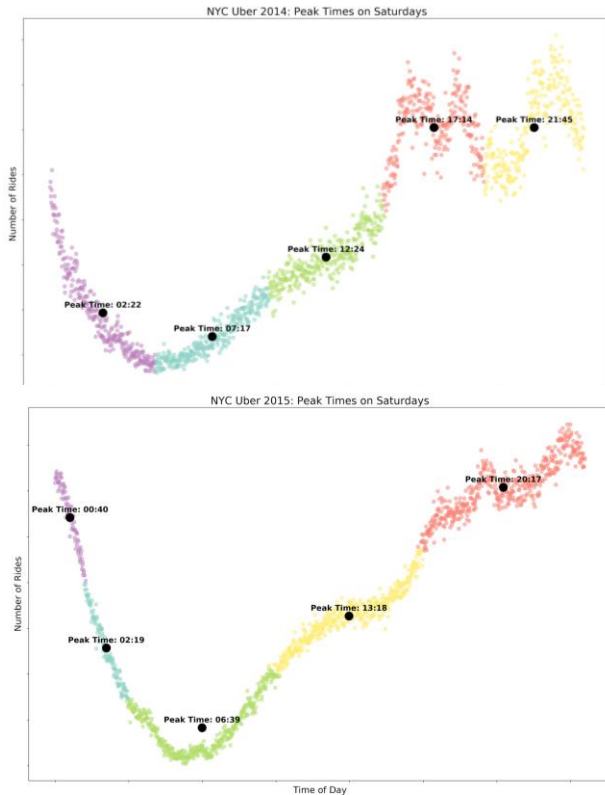 NYC Uber 2014: Peak Times on Saturdays
Number of Rides
Peak Time: 17:14
Peak Time: 21:45
Peak Time: 12:24
Peak Time: 02:22
Peak Time: 07:17
NYC Uber 2015: Peak Times on Saturdays
Number of Rides
Peak Time: 20:17
Peak Time: 00:40
Peak Time: 13:18
Peak Time: 02:19
Peak Time: 06:39
Time of Day